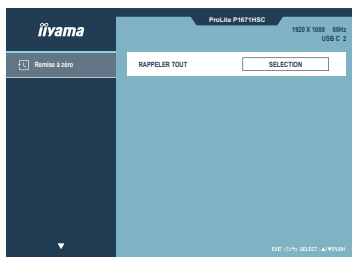 iiyama
ProLite P1671HSC
1920 X 1080 60Hz
USB C 2
Remise à zéro
RAPPELER TOUT
SELECTION
EXIT : SELECT : ▲/▼/PUSH